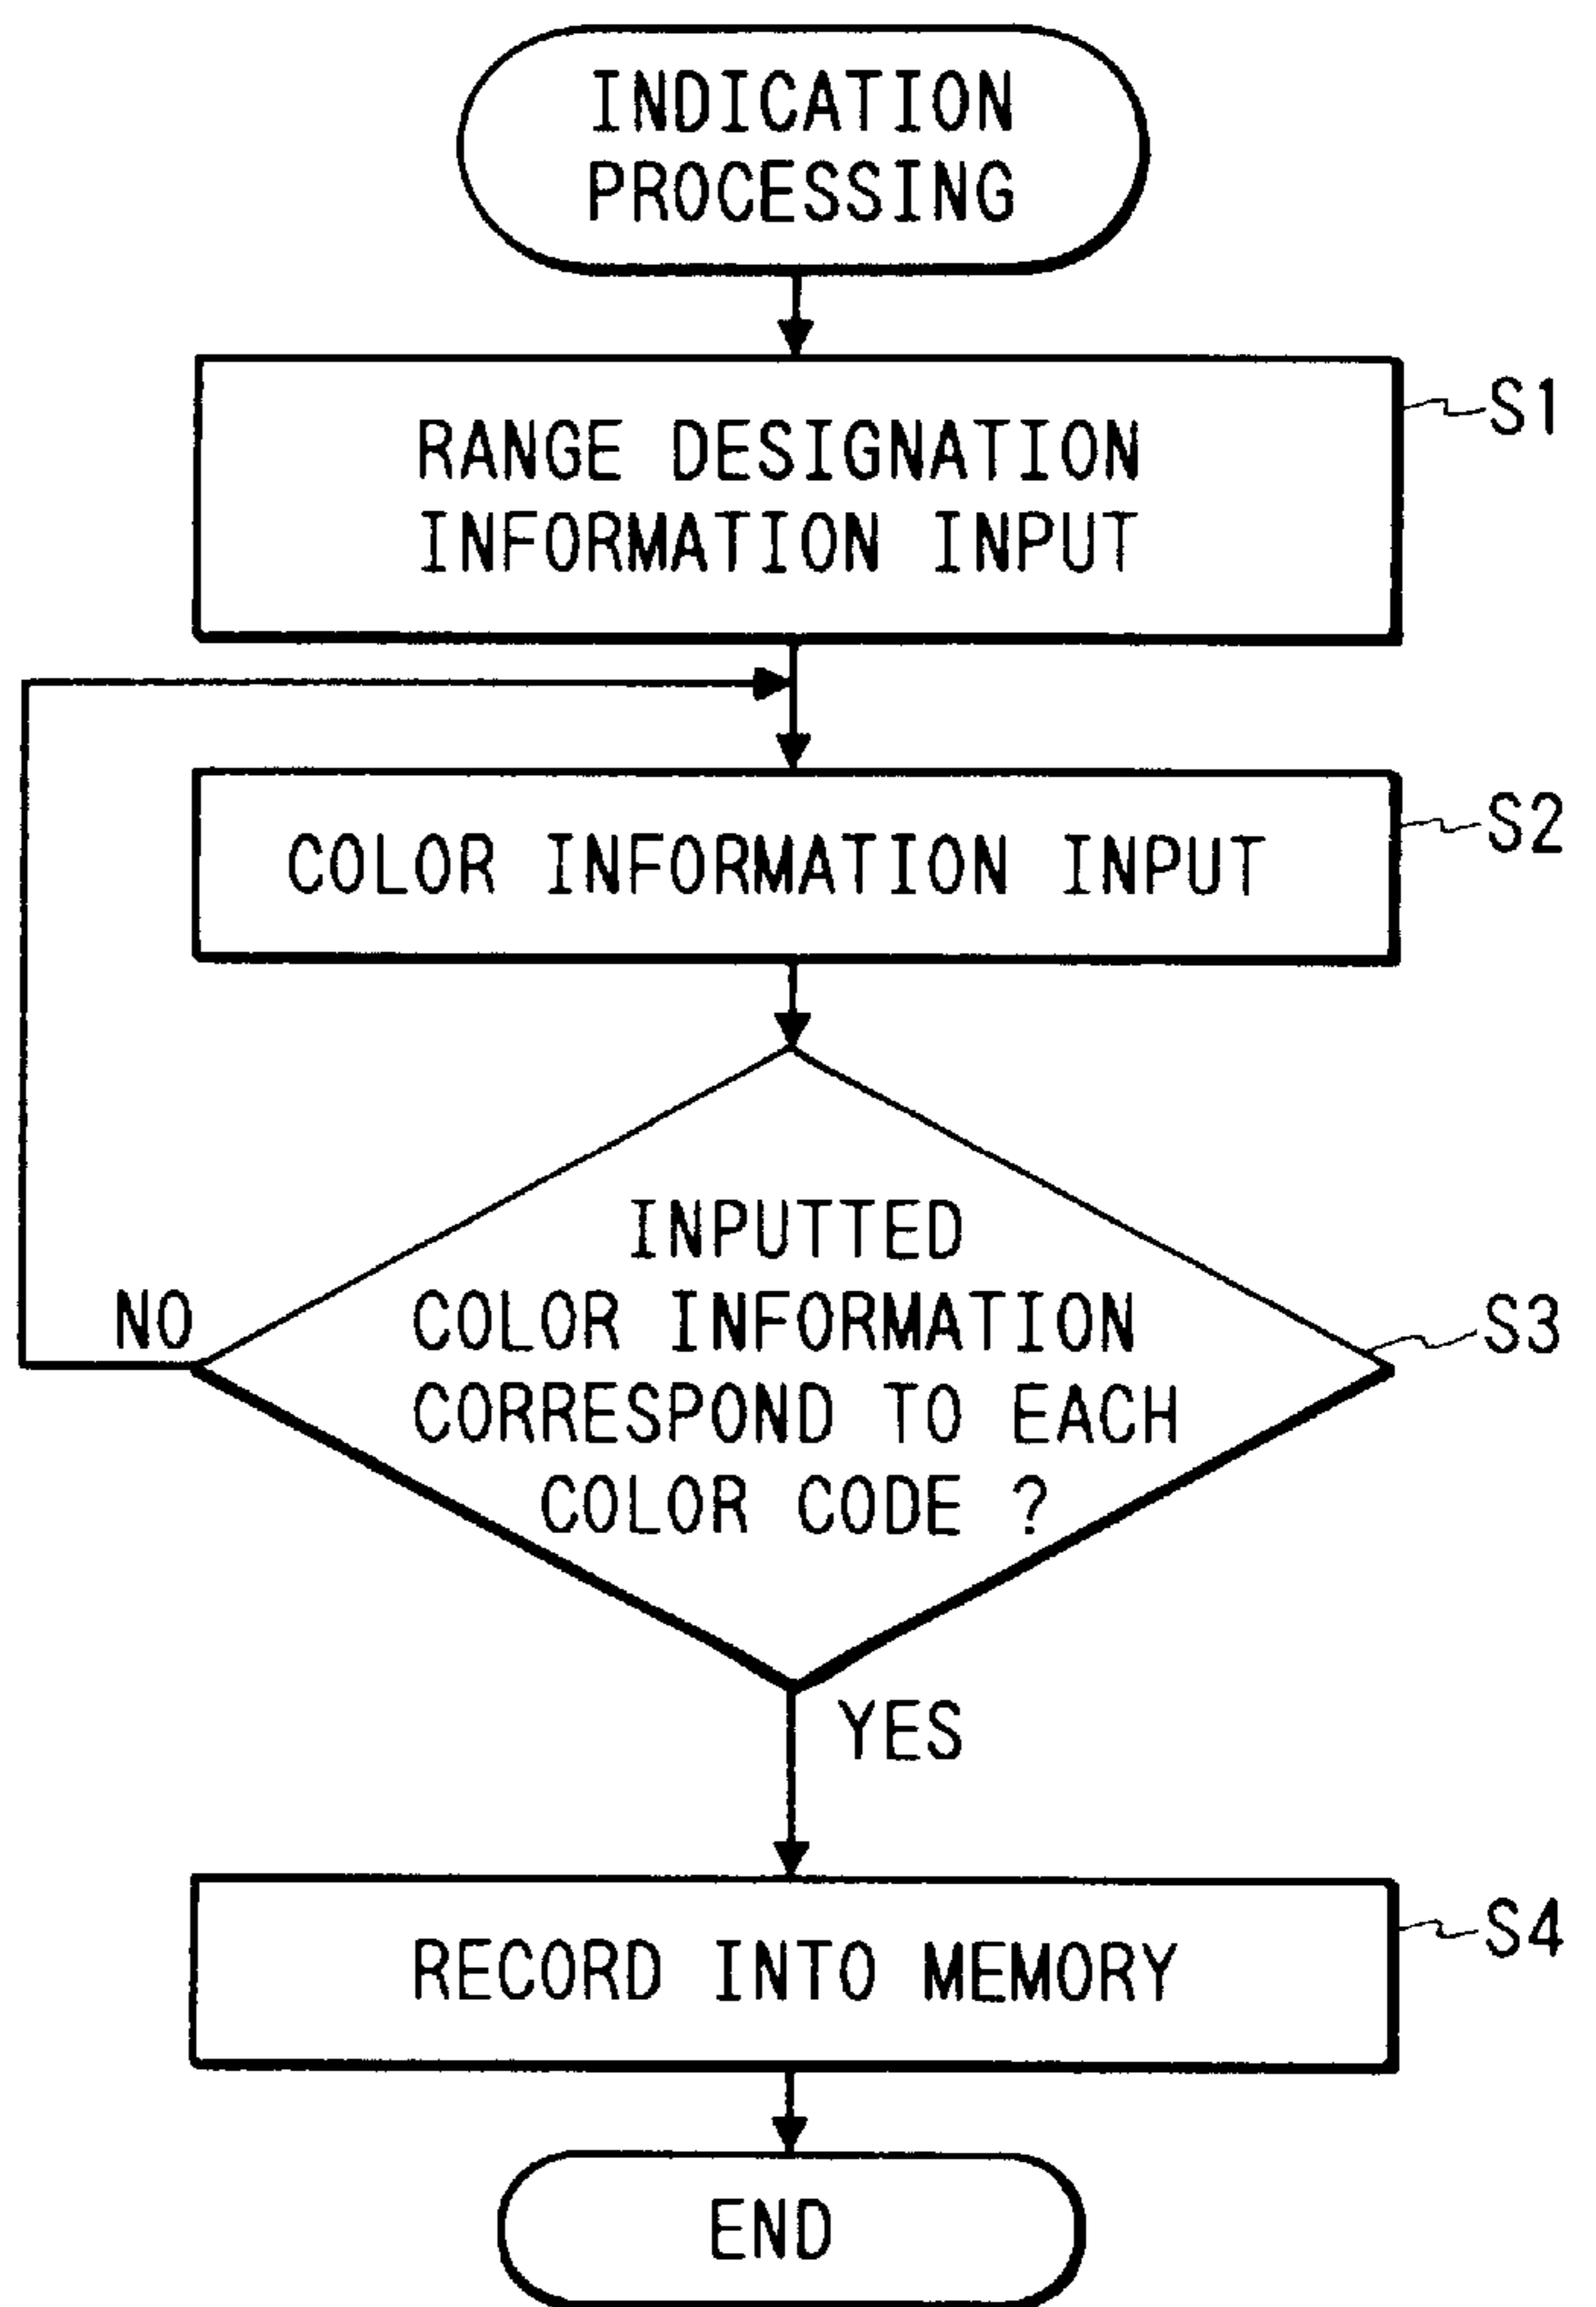 INDICATION
PROCESSING
RANGE DESIGNATION
INFORMATION INPUT
S1
COLOR INFORMATION INPUT
S2
INPUTTED
COLOR INFORMATION
CORRESPOND TO EACH
COLOR CODE ?
S3
NO
YES
RECORD INTO MEMORY
S4
END